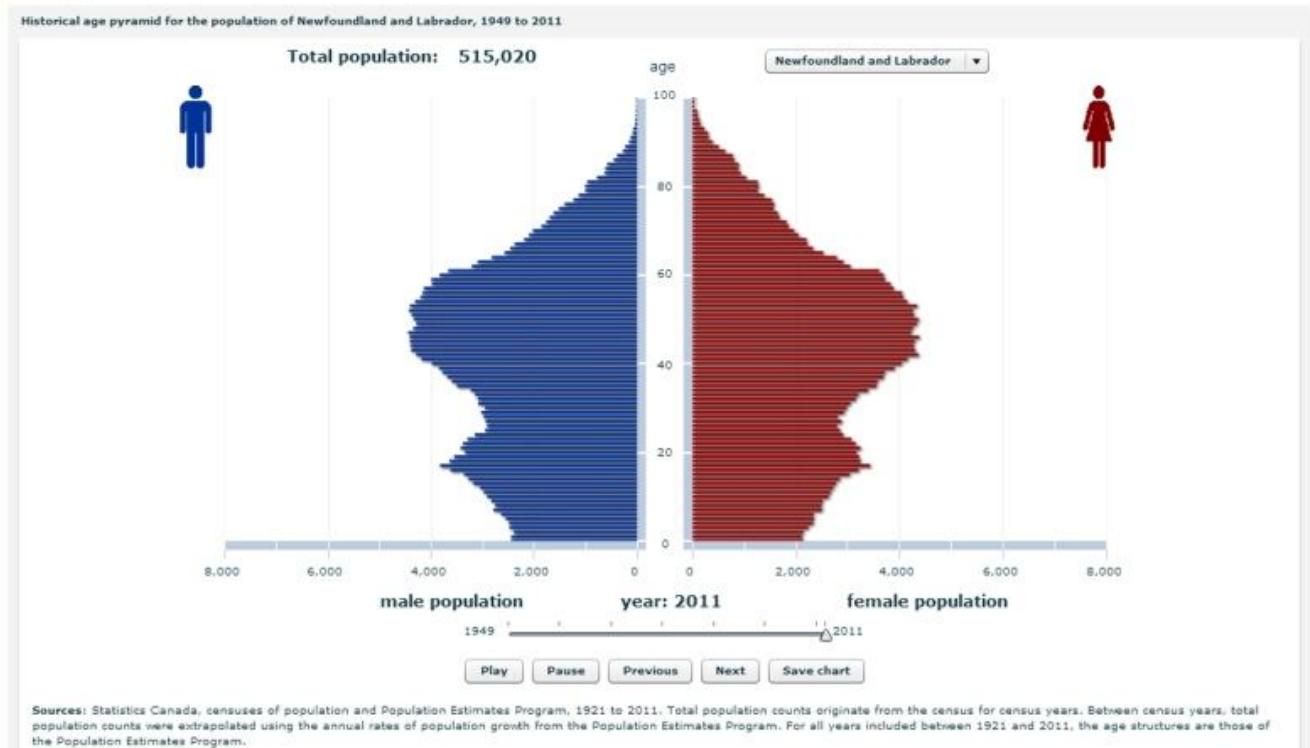 Historical age pyramid for the population of Newfoundland and Labrador, 1949 to 2011
Total population: 515,020
Newfoundland and Labrador
age
100
80
60
40
20
0
8,000 6,000 4,000 2,000 0 0 2,000 4,000 6,000 8,000
male population year: 2011 female population
1949 2011
Play Pause Previous Next Save chart
Sources: Statistics Canada, censuses of population and Population Estimates Program, 1921 to 2011. Total population counts originate from the census for census years. Between census years, total
population counts were extrapolated using the annual rates of population growth from the Population Estimates Program. For all years included between 1921 and 2011, the age structures are those of
the Population Estimates Program.